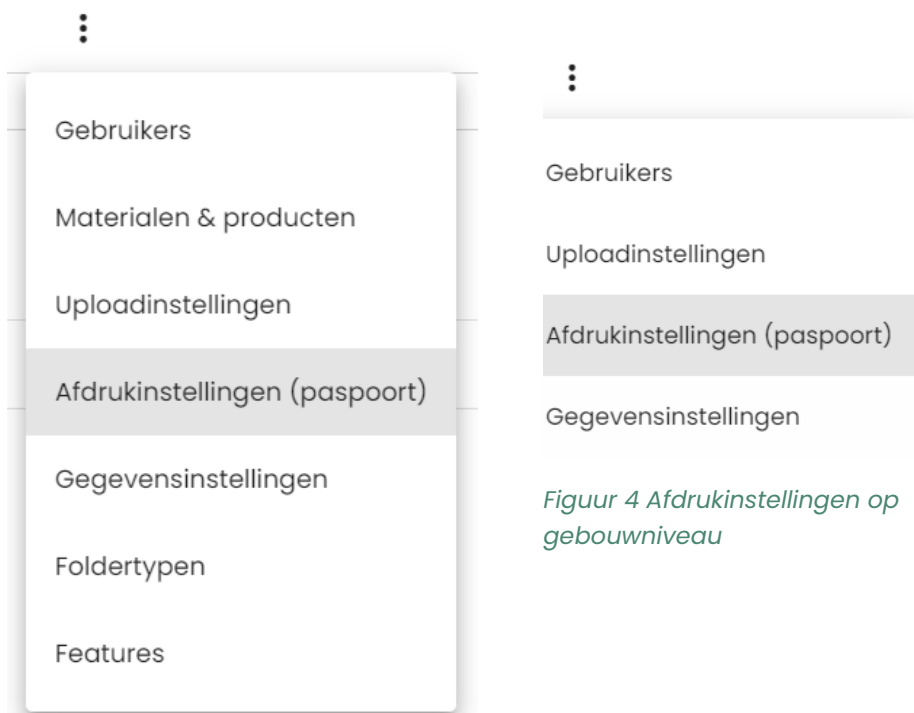 Gebruikers
Materialen & producten
Uploadinstellingen
Afdrukinstellingen (paspoort)
Gegevensinstellingen
Foldertypen
Features
Gebruikers
Uploadinstellingen
Afdrukinstellingen (paspoort)
Gegevensinstellingen
Figuur 4 Afdrukinstellingen op
gebouwniveau